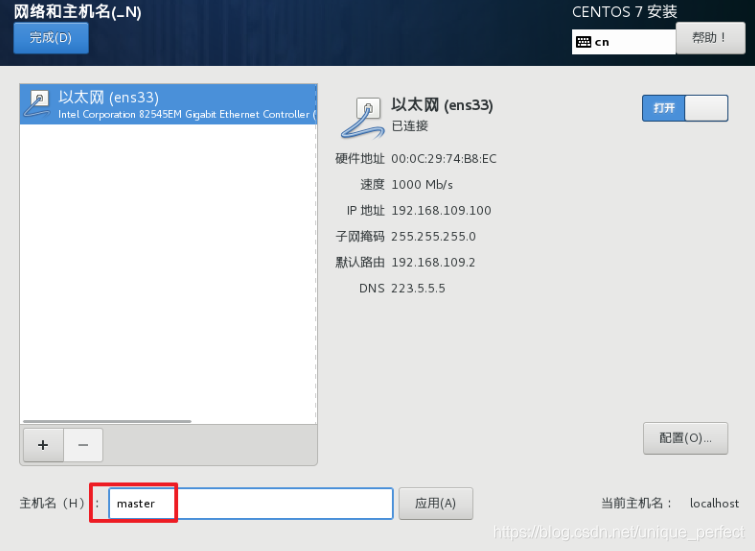 网络和主机名(_N)
CENTOS 7 安装
完成(D)
cn
帮助！
以太网 (ens33)
Intel Corporation 82545EM Gigabit Ethernet Controller (
以太网 (ens33)
已连接
打开
硬件地址 00:0C:29:74:B8:EC
速度 1000 Mb/s
IP 地址 192.168.109.100
子网掩码 255.255.255.0
默认路由 192.168.109.2
DNS 223.5.5.5
+ −
配置(O)...
主机名（H）： master 应用(A) 当前主机名： localhost
https://blog.csdn.net/unique_perfect